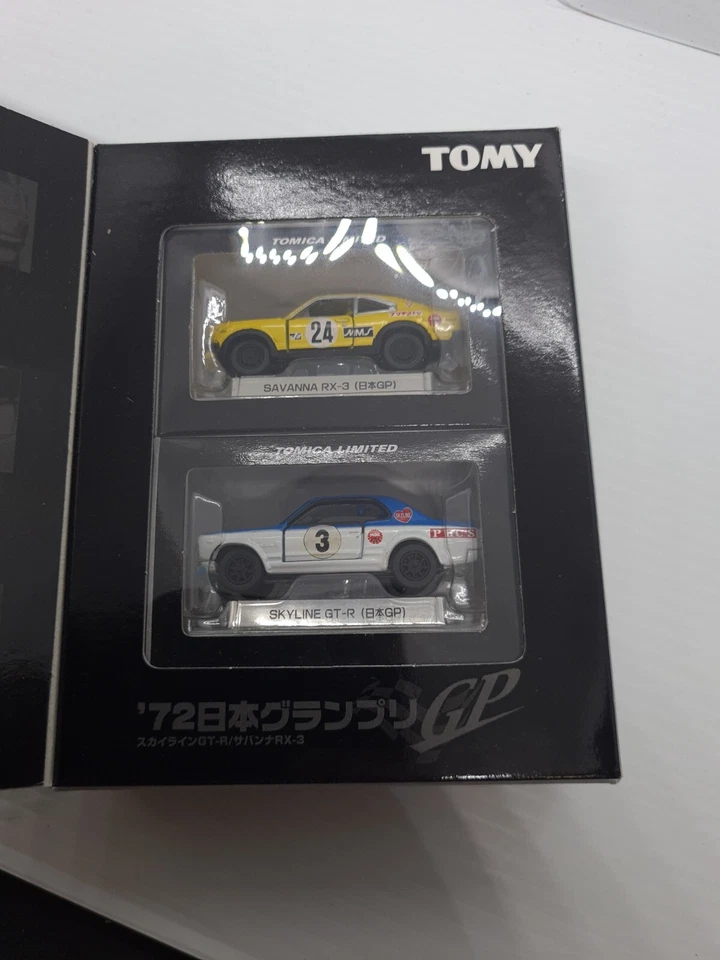 TOMY
TOMICA LIMITED
24
MMS
SAVANNA RX-3 (日本GP)
TOMICA LIMITED
SKYLINE
3
SKYLINE GT-R (日本GP)
'72日本グランプリ GP
スカイラインGT-R/サバンナRX-3